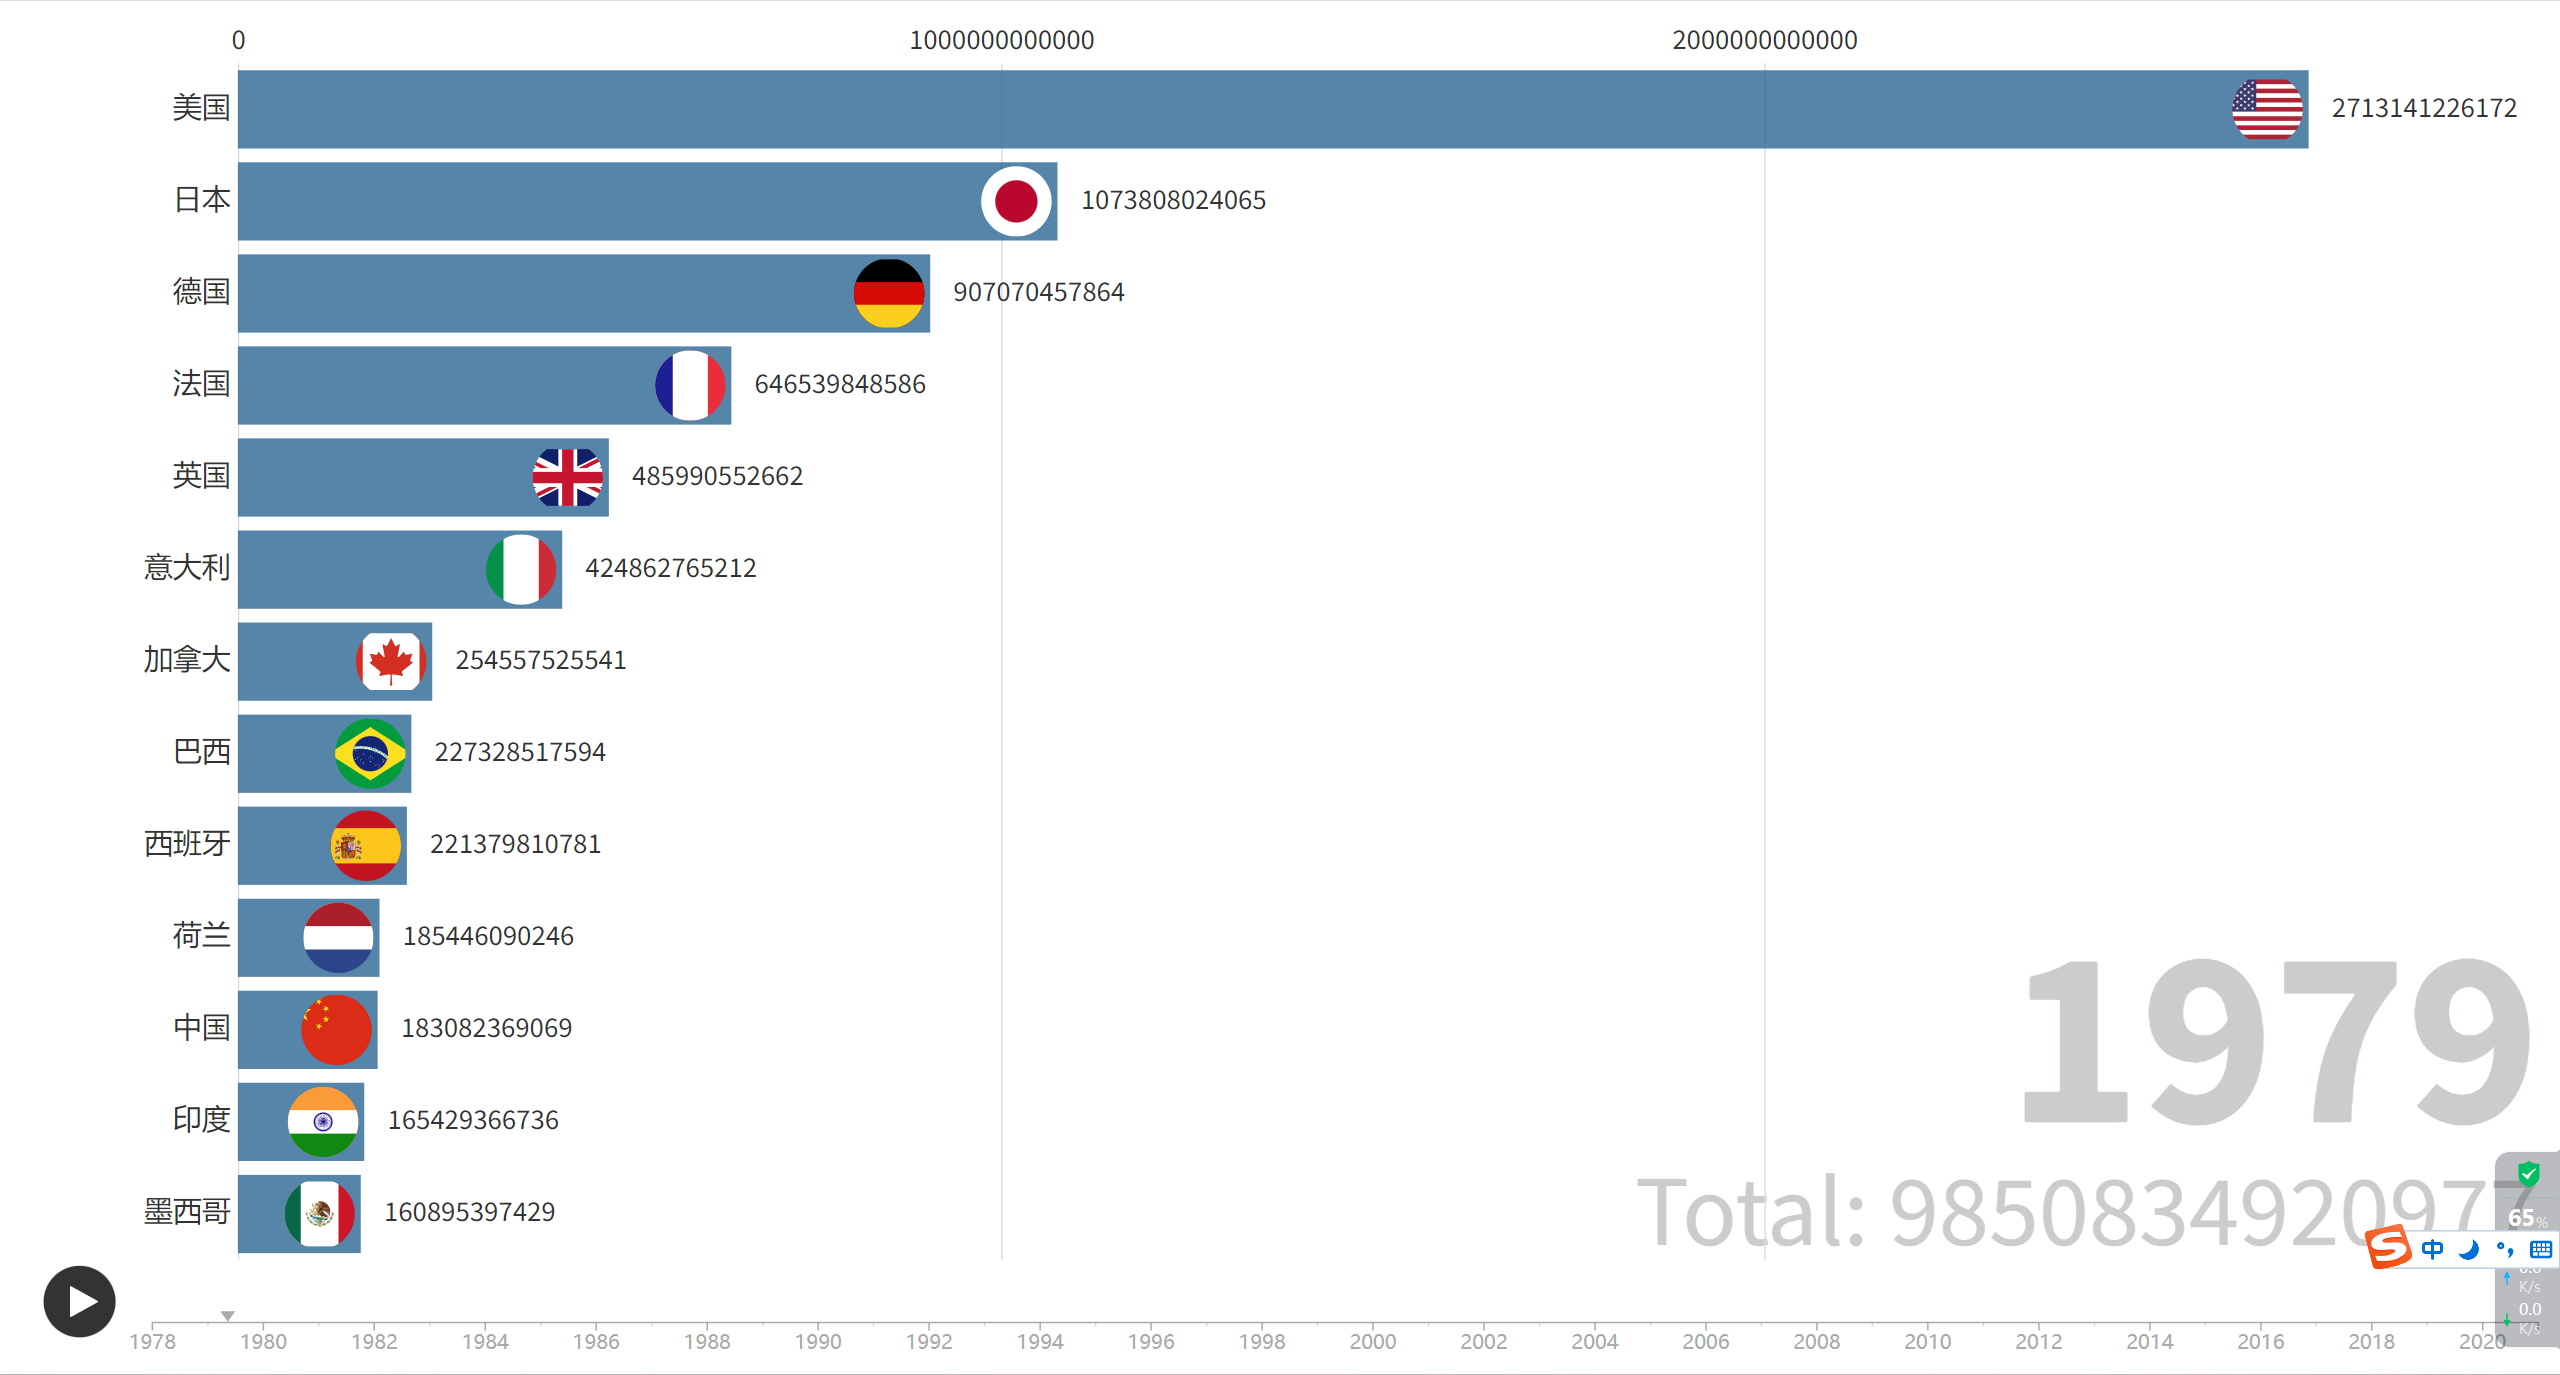 0 1000000000000 2000000000000
美国 2713141226172
日本 1073808024065
德国 907070457864
法国 646539848586
英国 485990552662
意大利 424862765212
加拿大 254557525541
巴西 227328517594
西班牙 221379810781
荷兰 185446090246
中国 183082369069
印度 165429366736
墨西哥 160895397429
1979
Total: 9850834920977
65%
中
K/s
0.0
K/s
1978 1980 1982 1984 1986 1988 1990 1992 1994 1996 1998 2000 2002 2004 2006 2008 2010 2012 2014 2016 2018 2020